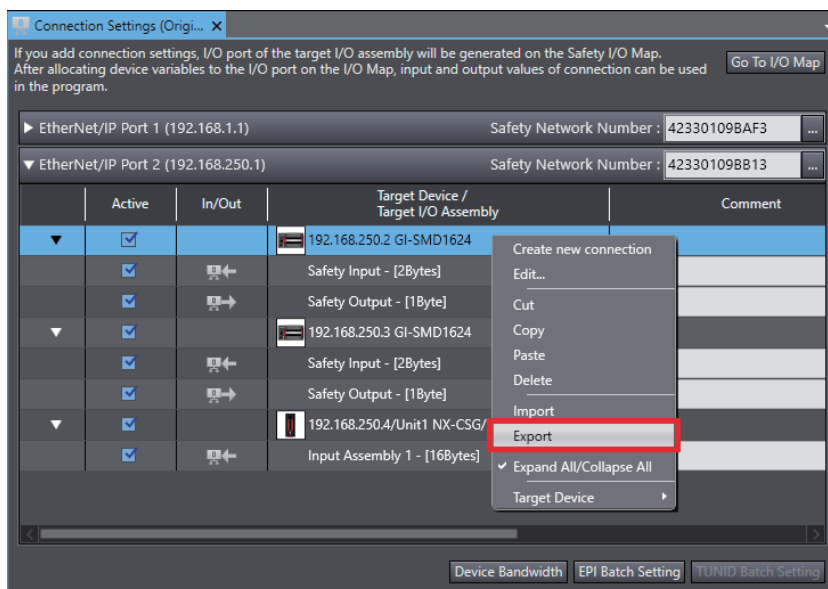 Connection Settings (Origi... X
If you add connection settings, I/O port of the target I/O assembly will be generated on the Safety I/O Map.
After allocating device variables to the I/O port on the I/O Map, input and output values of connection can be used
in the program.
Go To I/O Map
EtherNet/IP Port 1 (192.168.1.1) Safety Network Number : 42330109BAF3 ...
EtherNet/IP Port 2 (192.168.250.1) Safety Network Number : 42330109BB13 ...
Active In/Out Target Device / Comment
Target I/O Assembly
192.168.250.2 GI-SMD1624
Safety Input - [2Bytes]
Safety Output - [1Byte]
192.168.250.3 GI-SMD1624
Safety Input - [2Bytes]
Safety Output - [1Byte]
192.168.250.4/Unit1 NX-CSG/
Input Assembly 1 - [16Bytes]
Create new connection
Edit...
Cut
Copy
Paste
Delete
Import
Export
Expand All/Collapse All
Target Device
Device Bandwidth EPI Batch Setting TUNID Batch Setting